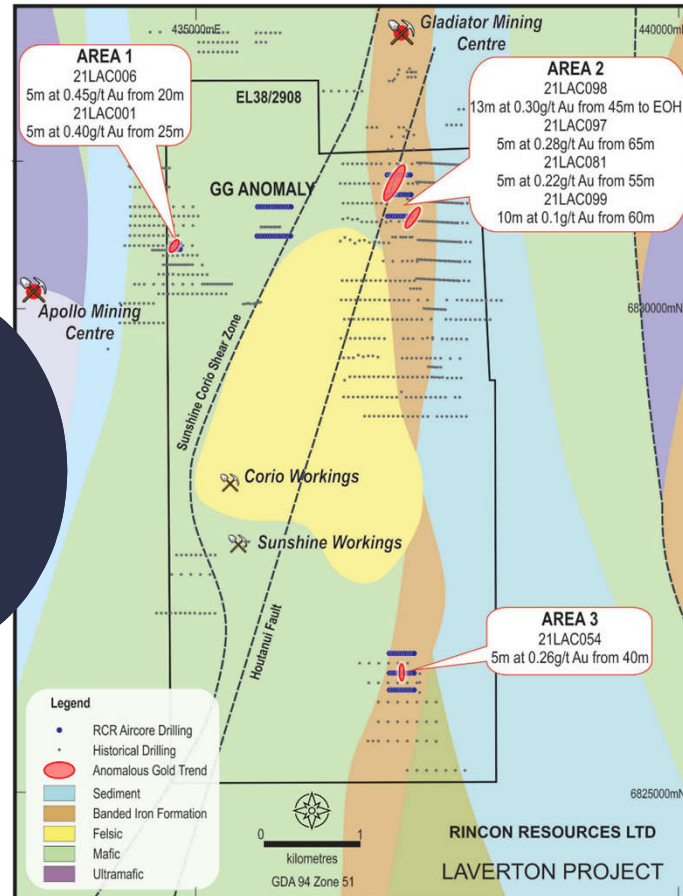 435000mE
440000m
Gladiator Mining
Centre
AREA 1
21LAC006
5m at 0.45g/t Au from 20m
21LAC001
5m at 0.40g/t Au from 25m
EL38/2908
AREA 2
21LAC098
13m at 0.30g/t Au from 45m to EOH
21LAC097
5m at 0.28g/t Au from 65m
21LAC081
5m at 0.22g/t Au from 55m
21LAC099
10m at 0.1g/t Au from 60m
GG ANOMALY
Apollo Mining
Centre
6830000mN
Sunshine Corio Shear Zone
Corio Workings
Sunshine Workings
Houtanui Fault
AREA 3
21LAC054
5m at 0.26g/t Au from 40m
Legend
RCR Aircore Drilling
Historical Drilling
Anomalous Gold Trend
Sediment
Banded Iron Formation
Felsic
Mafic
Ultramafic
6825000mN
0 1
kilometres
GDA 94 Zone 51
RINCON RESOURCES LTD
LAVERTON PROJECT